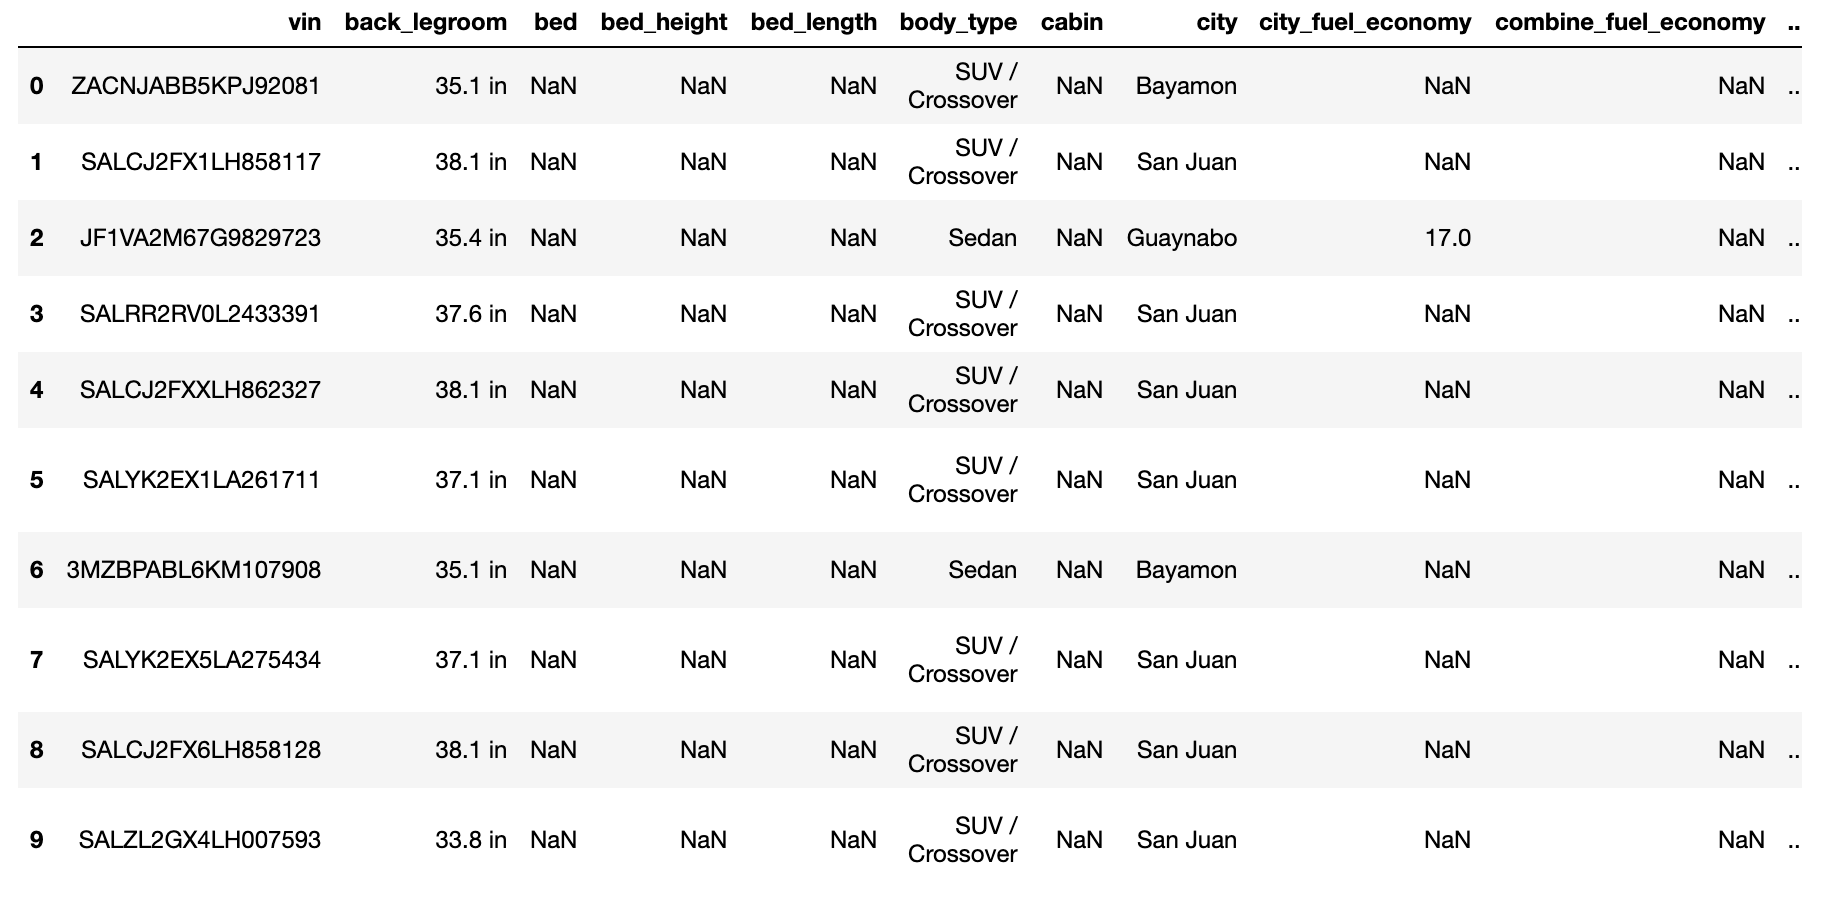 vin back_legroom bed bed_height bed_length body_type cabin city city_fuel_economy combine_fuel_economy ..
0 ZACNJABB5KPJ92081 35.1 in NaN NaN NaN SUV / Crossover NaN Bayamon NaN NaN ..
1 SALCJ2FX1LH858117 38.1 in NaN NaN NaN SUV / Crossover NaN San Juan NaN NaN ..
2 JF1VA2M67G9829723 35.4 in NaN NaN NaN Sedan NaN Guaynabo 17.0 NaN ..
3 SALRR2RV0L2433391 37.6 in NaN NaN NaN SUV / Crossover NaN San Juan NaN NaN ..
4 SALCJ2FXXLH862327 38.1 in NaN NaN NaN SUV / Crossover NaN San Juan NaN NaN ..
5 SALYK2EX1LA261711 37.1 in NaN NaN NaN SUV / Crossover NaN San Juan NaN NaN ..
6 3MZBPABL6KM107908 35.1 in NaN NaN NaN Sedan NaN Bayamon NaN NaN ..
7 SALYK2EX5LA275434 37.1 in NaN NaN NaN SUV / Crossover NaN San Juan NaN NaN ..
8 SALCJ2FX6LH858128 38.1 in NaN NaN NaN SUV / Crossover NaN San Juan NaN NaN ..
9 SALZL2GX4LH007593 33.8 in NaN NaN NaN SUV / Crossover NaN San Juan NaN NaN ..